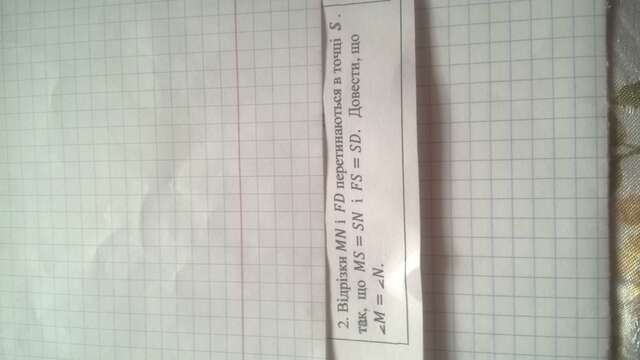 2. Відрізки MN і FD перетинаються в точці S.
так, що MS = SN і FS = SD. Довести, що
∠M = ∠N.